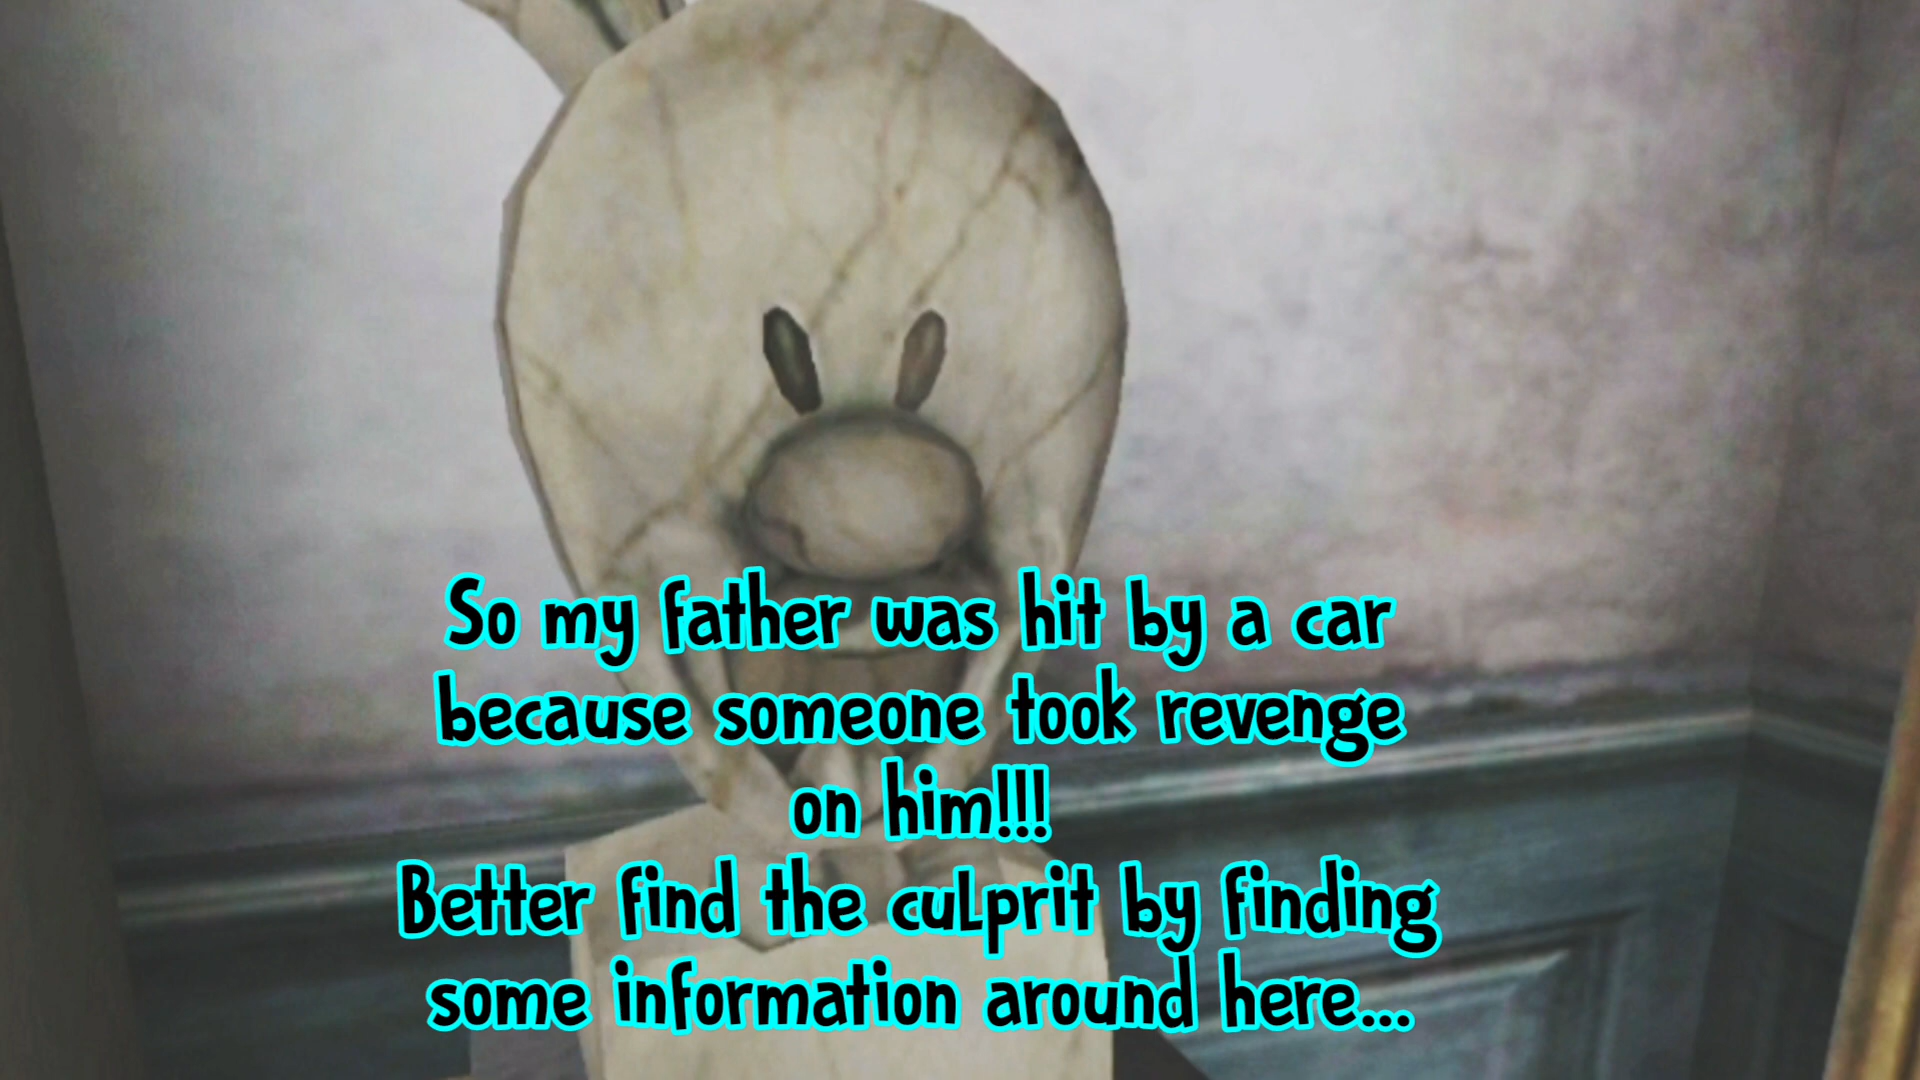 So my father was hit by a car
because someone took revenge
on him!!!
Better find the culprit by finding
some information around here...